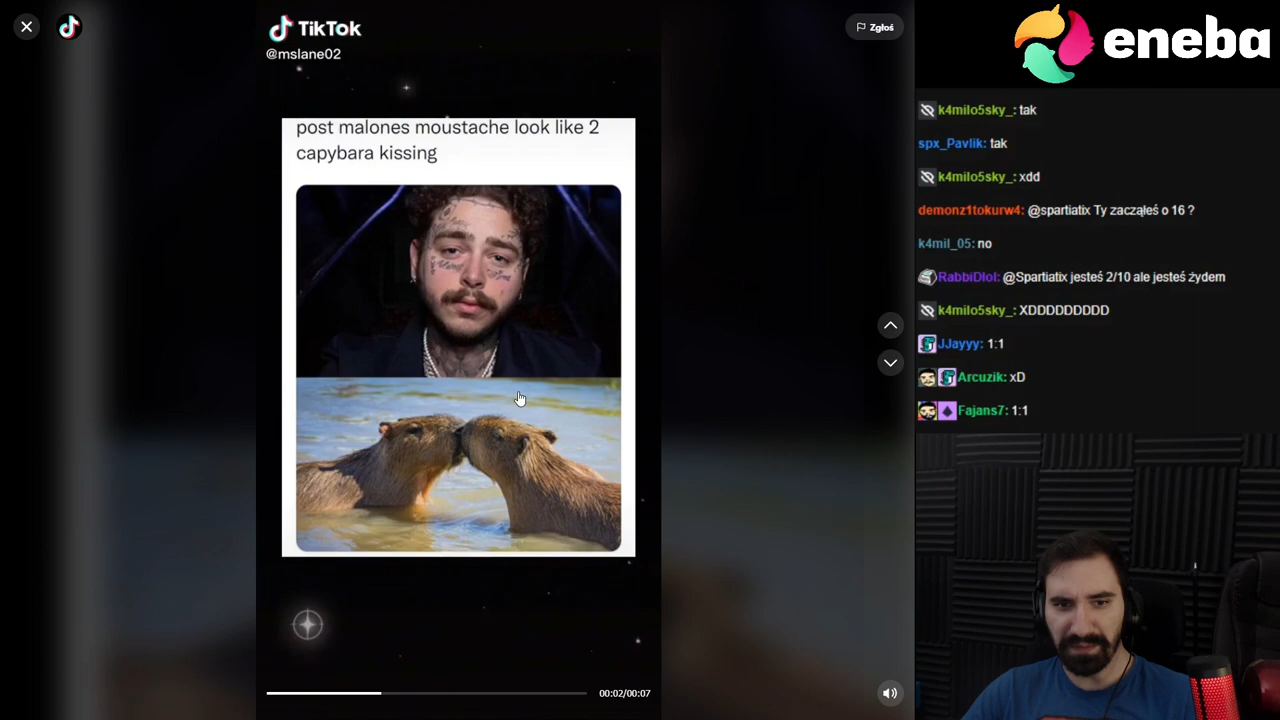 TikTok
@mslane02
Zgłoś
post malones moustache look like 2
capybara kissing
00:02/00:07
eneba
k4milo5sky_: tak
spx_Pavlik: tak
k4milo5sky_: xdd
demonz1tokurw4: @spartiatix Ty zacząłeś o 16 ?
k4mil_05: no
RabbiDlol: @Spartiatix jesteś 2/10 ale jesteś żydem
k4milo5sky_: XDDDDDDDDD
JJayyy: 1:1
Arcuzik: xD
Fajans7: 1:1